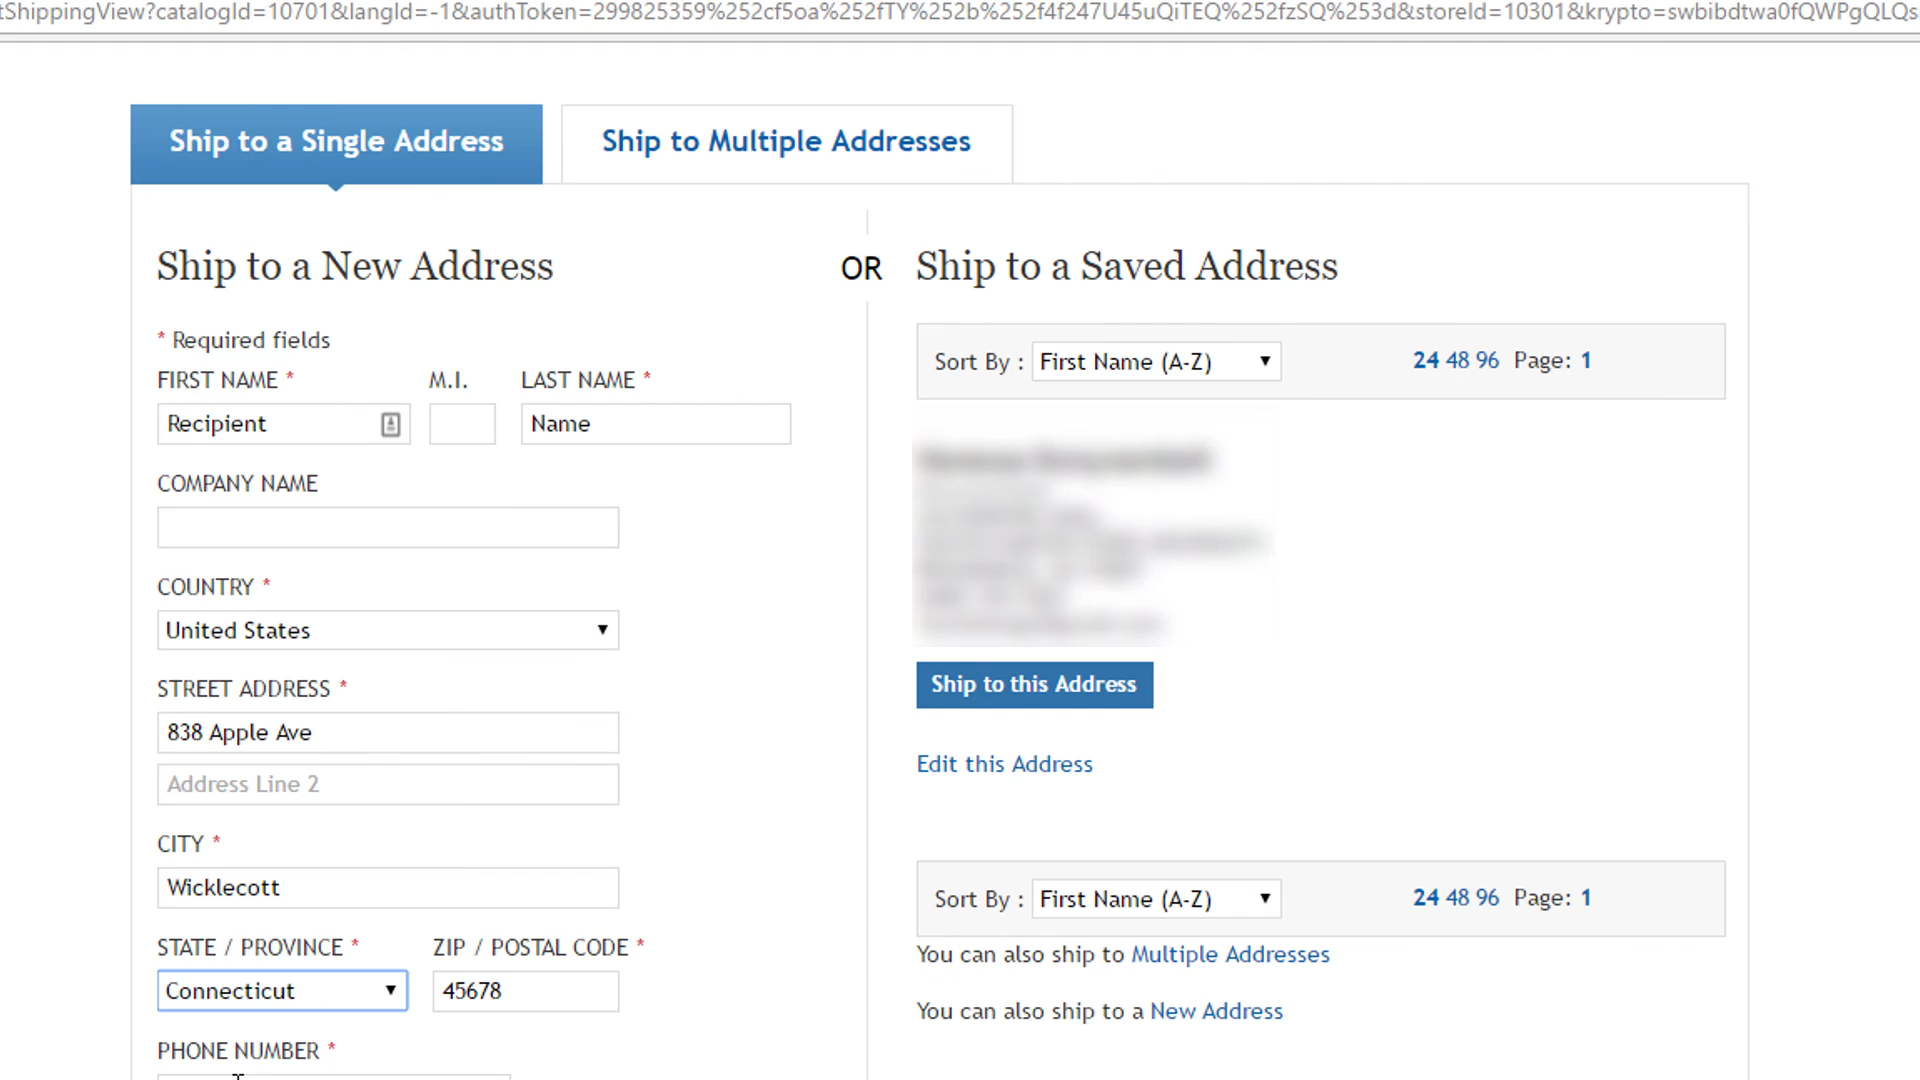 tShippingView?catalogId=10701&langId=-1&authToken=299825359%252cf5oa%252fTY%252b%252f4f247U45uQiTEQ%252fzSQ%253d&storeId=10301&krypto=swbibdtwa0fQWPgQLQs
Ship to a Single Address
Ship to Multiple Addresses
Ship to a New Address
OR
Ship to a Saved Address
* Required fields
FIRST NAME * M.I. LAST NAME *
Recipient Name
COMPANY NAME
COUNTRY *
United States
STREET ADDRESS *
838 Apple Ave
Address Line 2
CITY *
Wicklecott
STATE / PROVINCE * ZIP / POSTAL CODE *
Connecticut 45678
PHONE NUMBER *
Sort By : First Name (A-Z) 24 48 96 Page: 1
Ship to this Address
Edit this Address
Sort By : First Name (A-Z) 24 48 96 Page: 1
You can also ship to Multiple Addresses
You can also ship to a New Address